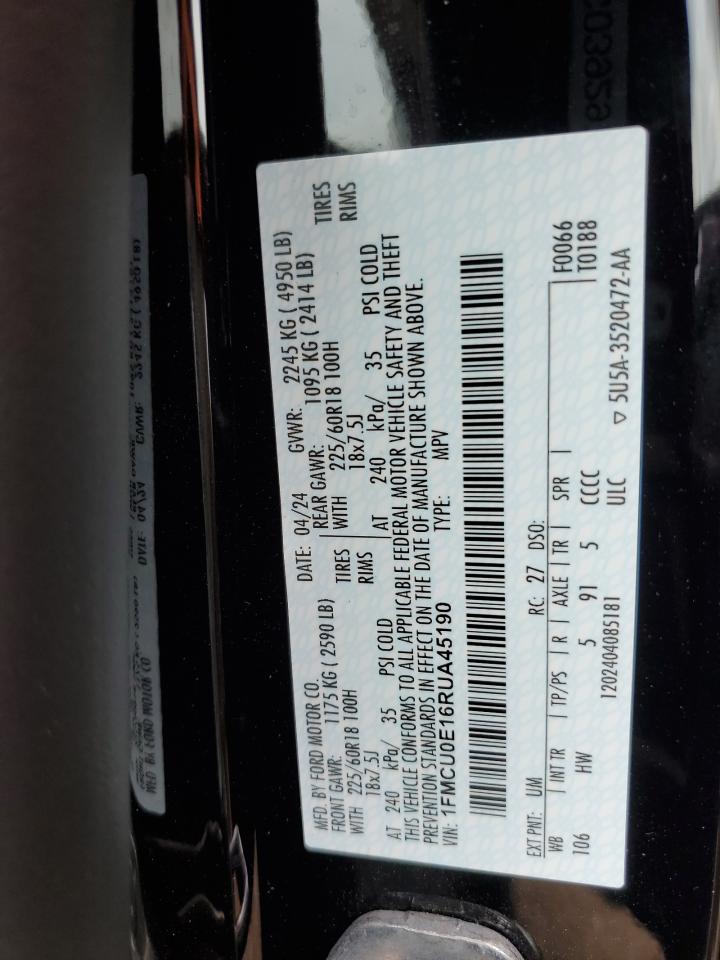 MFD. BY FORD MOTOR CO.
DATE: 04/24 GVWR: 2245 KG ( 4950 LB)
FRONT GAWR: 1175 KG ( 2590 LB) REAR GAWR: 1095 KG ( 2414 LB)
WITH 225/60R18 100H TIRES WITH 225/60R18 100H TIRES
18x7.5J RIMS 18x7.5J RIMS
AT 240 kPa/ 35 PSI COLD AT 240 kPa/ 35 PSI COLD
THIS VEHICLE CONFORMS TO ALL APPLICABLE FEDERAL MOTOR VEHICLE SAFETY AND THEFT
PREVENTION STANDARDS IN EFFECT ON THE DATE OF MANUFACTURE SHOWN ABOVE.
VIN: 1FMCU0E16RUA45190 TYPE: MPV
EXT PNT: UM RC: 27 DSO:
WB INT TR TP/PS R AXLE TR SPR F0066
106 HW 5 91 5 CCCC T0188
1202404085181 ULC ▽ 5U5A-3520472-AA